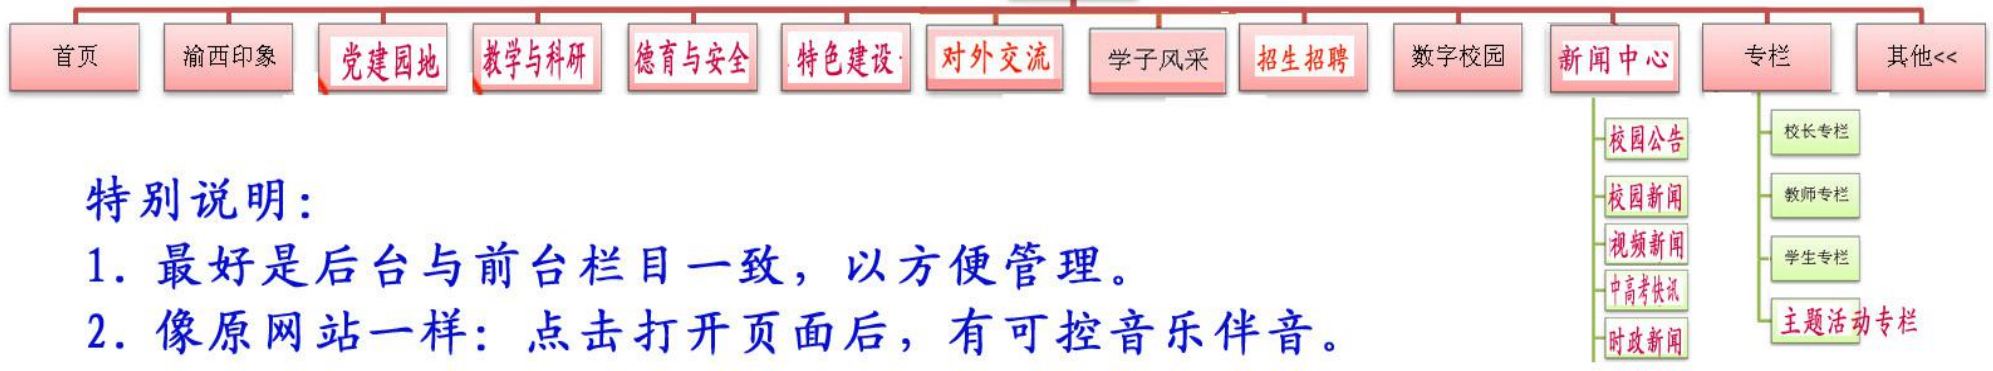 首页
渝西印象
党建园地
教学与科研
德育与安全
特色建设
对外交流
学子风采
招生招聘
数字校园
新闻中心
专栏
其他<<
校园公告
校园新闻
视频新闻
中高考快讯
时政新闻
校长专栏
教师专栏
学生专栏
主题活动专栏
特别说明：
1. 最好是后台与前台栏目一致，以方便管理。
2. 像原网站一样：点击打开页面后，有可控音乐伴音。